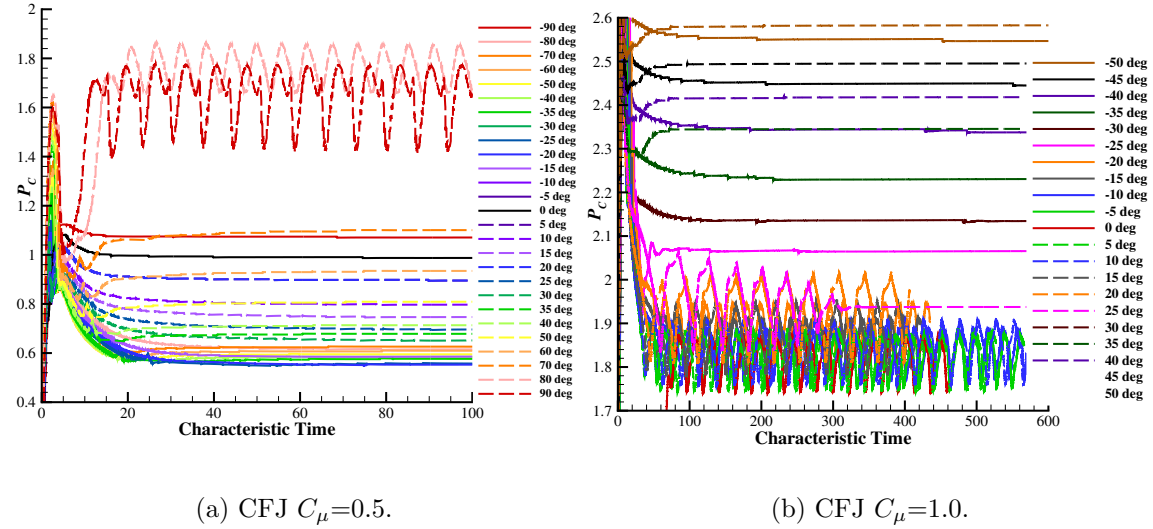 2
1.8
1.6
1.4
1.2
1
0.8
0.6
0.4
P_C
0
20
40
60
80
100
Characteristic Time
-90 deg
-80 deg
-70 deg
-60 deg
-50 deg
-40 deg
-35 deg
-30 deg
-25 deg
-20 deg
-15 deg
-10 deg
-5 deg
0 deg
5 deg
10 deg
15 deg
20 deg
25 deg
30 deg
35 deg
40 deg
50 deg
60 deg
70 deg
80 deg
90 deg
2.6
2.5
2.4
2.3
2.2
2.1
2
1.9
1.8
1.7
P_C
0
100
200
300
400
500
600
Characteristic Time
-50 deg
-45 deg
-40 deg
-35 deg
-30 deg
-25 deg
-20 deg
-15 deg
-10 deg
-5 deg
0 deg
5 deg
10 deg
15 deg
20 deg
25 deg
30 deg
35 deg
40 deg
45 deg
50 deg
(a) CFJ C_μ=0.5.
(b) CFJ C_μ=1.0.